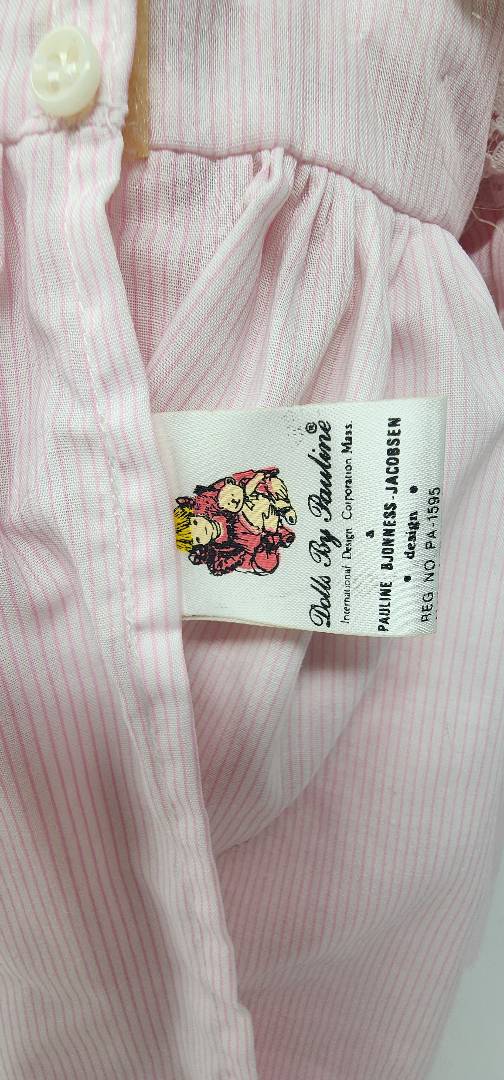 Dolls By Pauline®
International Design Corporation Mass.
a
PAULINE BJONNESS-JACOBSEN
• design •
REG NO PA-1595